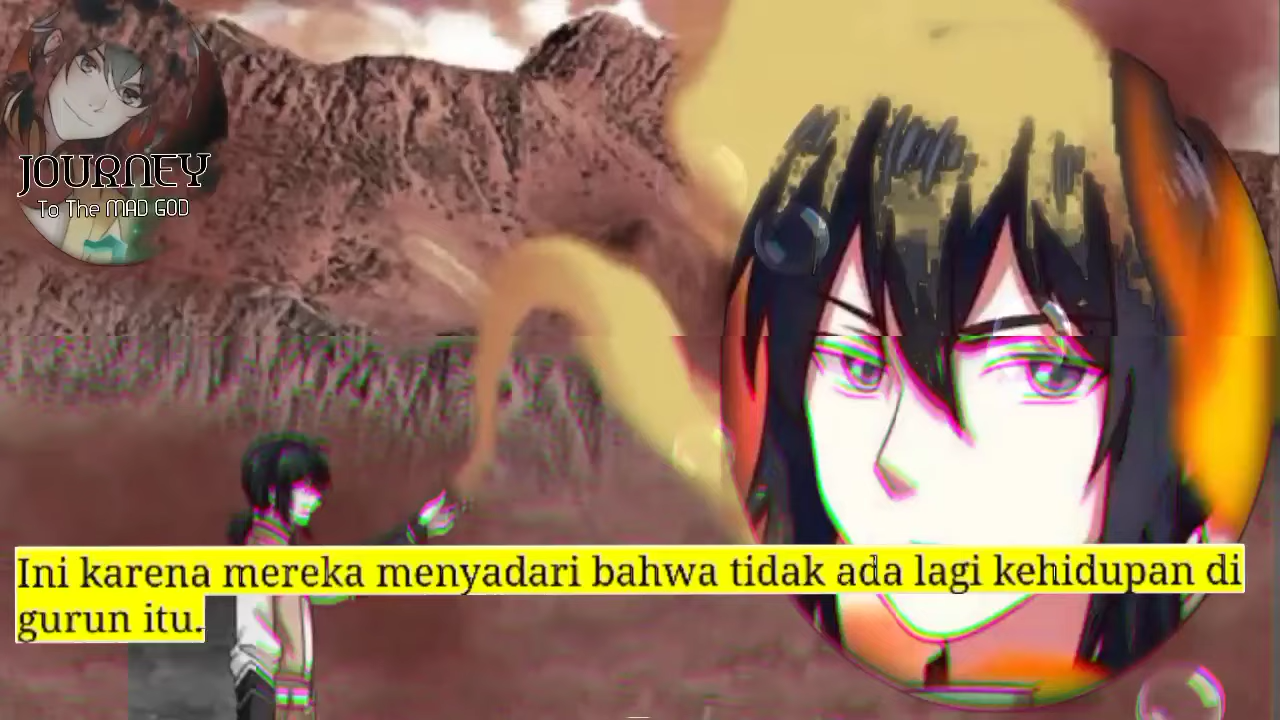 JOURNEY
To The MAD GOD
Ini karena mereka menyadari bahwa tidak ada lagi kehidupan di
gurun itu.